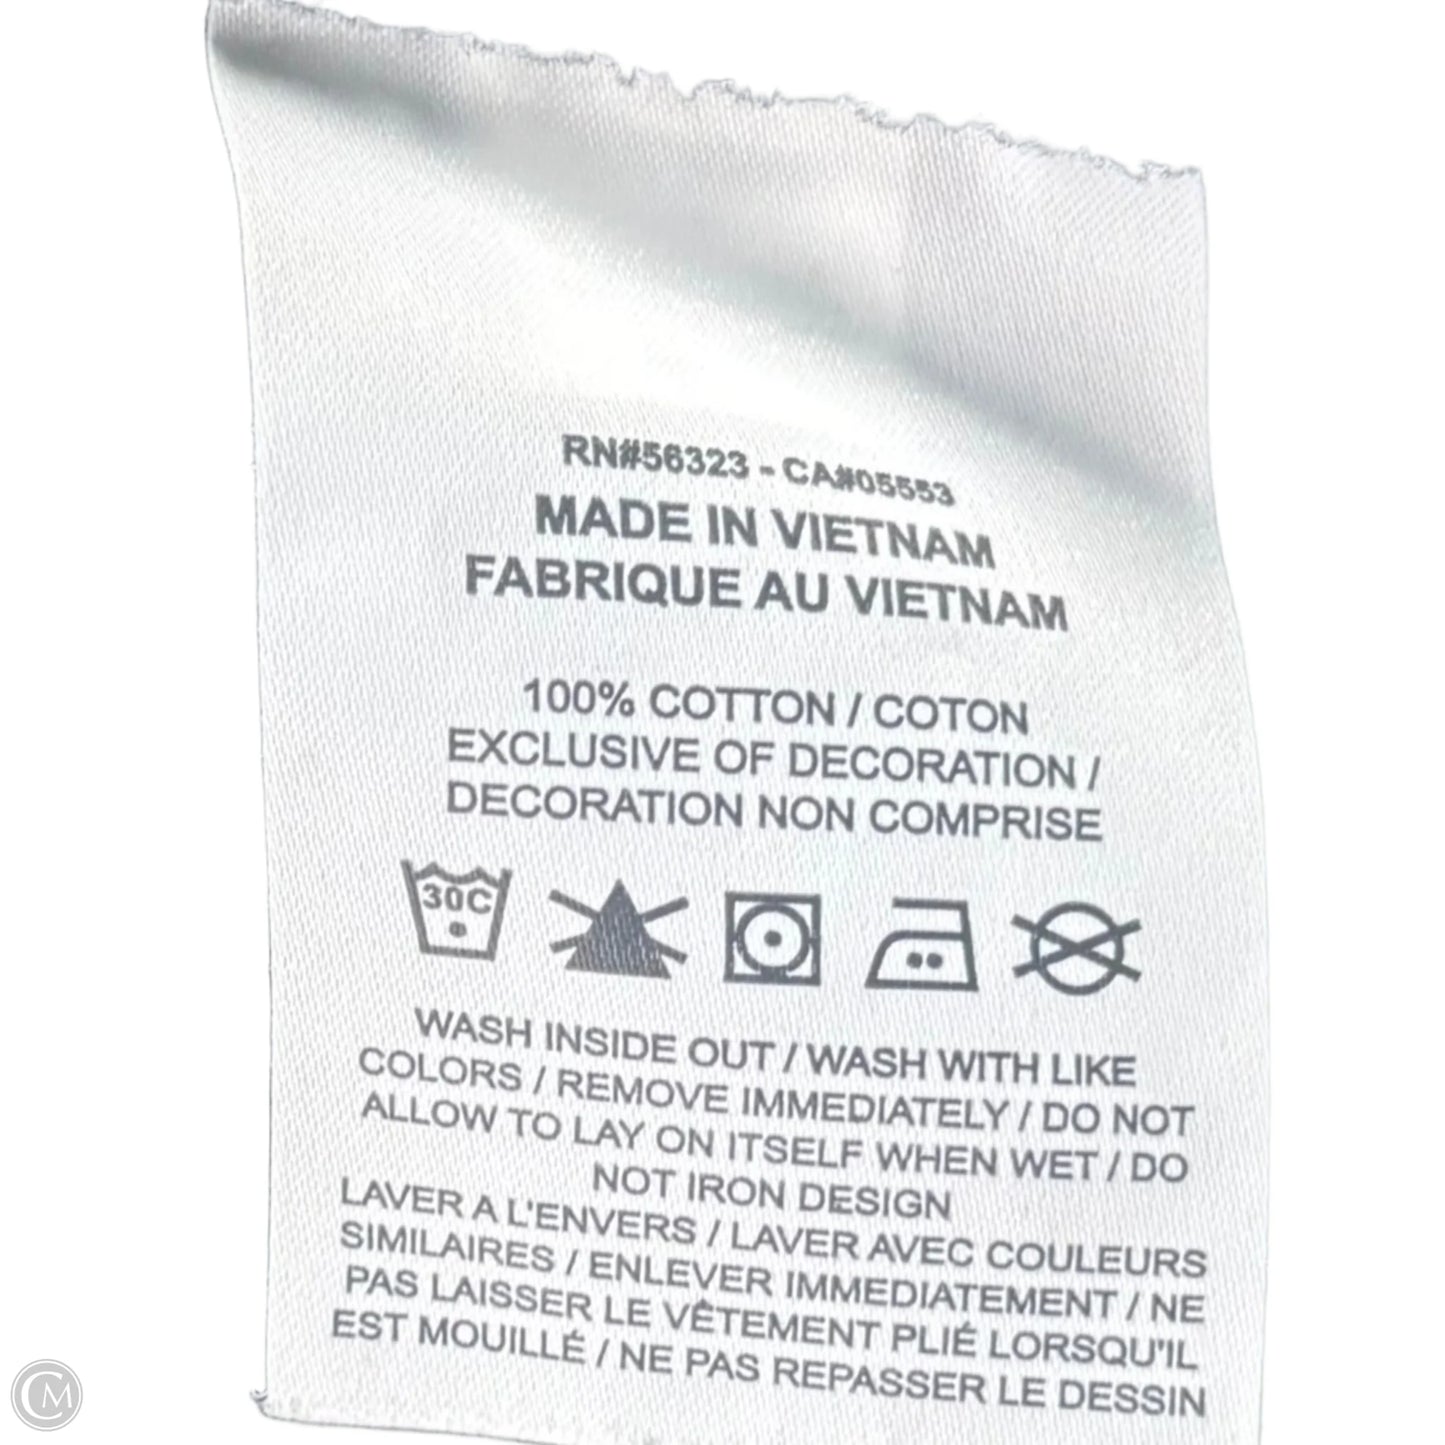 RN#56323 - CA#05553
MADE IN VIETNAM
FABRIQUE AU VIETNAM
100% COTTON / COTON
EXCLUSIVE OF DECORATION /
DECORATION NON COMPRISE
30C
WASH INSIDE OUT / WASH WITH LIKE
COLORS / REMOVE IMMEDIATELY / DO NOT
ALLOW TO LAY ON ITSELF WHEN WET / DO
NOT IRON DESIGN
LAVER A L'ENVERS / LAVER AVEC COULEURS
SIMILAIRES / ENLEVER IMMEDIATEMENT / NE
PAS LAISSER LE VÊTEMENT PLIÉ LORSQU'IL
EST MOUILLÉ / NE PAS REPASSER LE DESSIN
CM